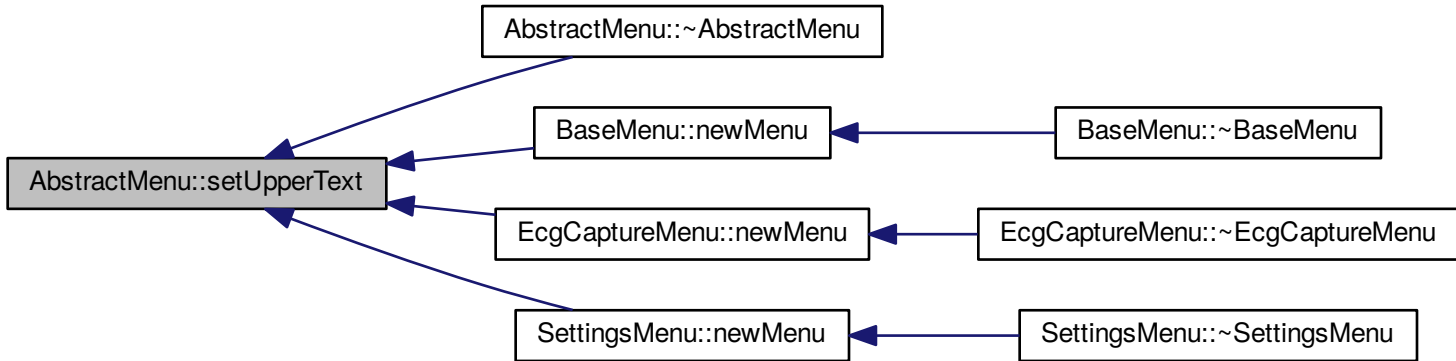 AbstractMenu::~AbstractMenu
BaseMenu::newMenu
BaseMenu::~BaseMenu
AbstractMenu::setUpperText
EcgCaptureMenu::newMenu
EcgCaptureMenu::~EcgCaptureMenu
SettingsMenu::newMenu
SettingsMenu::~SettingsMenu